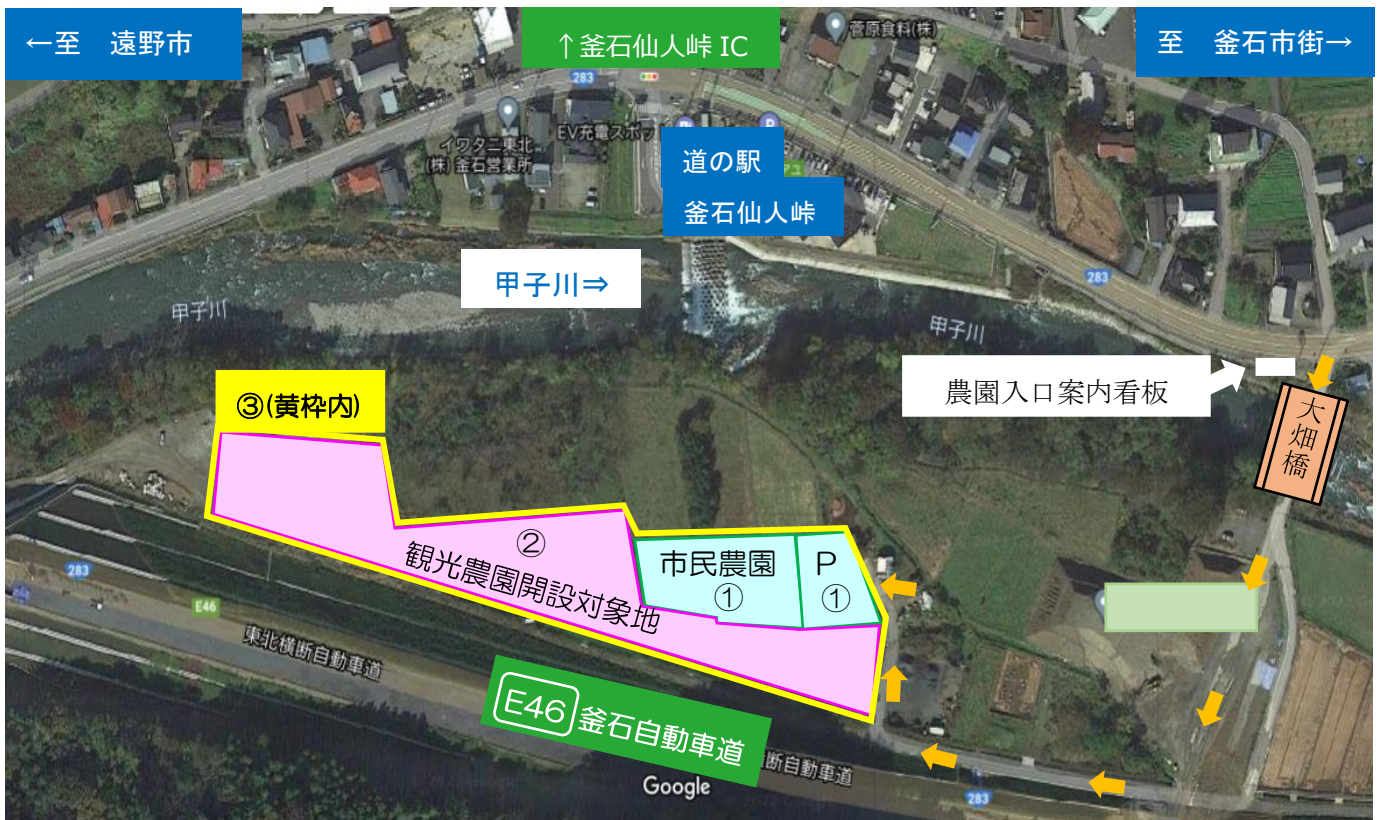 ←至 遠野市
↑釜石仙人峠 IC
至 釜石市街→
菅原食料(株)
283
EV充電スポッ
イワタニ東北
(株) 釜石営業所
P
道の駅
釜石仙人峠
283
甲子川⇒
甲子川
甲子川
農園入口案内看板
大畑橋
③(黄枠内)
②
観光農園開設対象地
市民農園
①
P
①
283
E46
東北横断自動車道
E46 釜石自動車道
断自動車道
Google
283